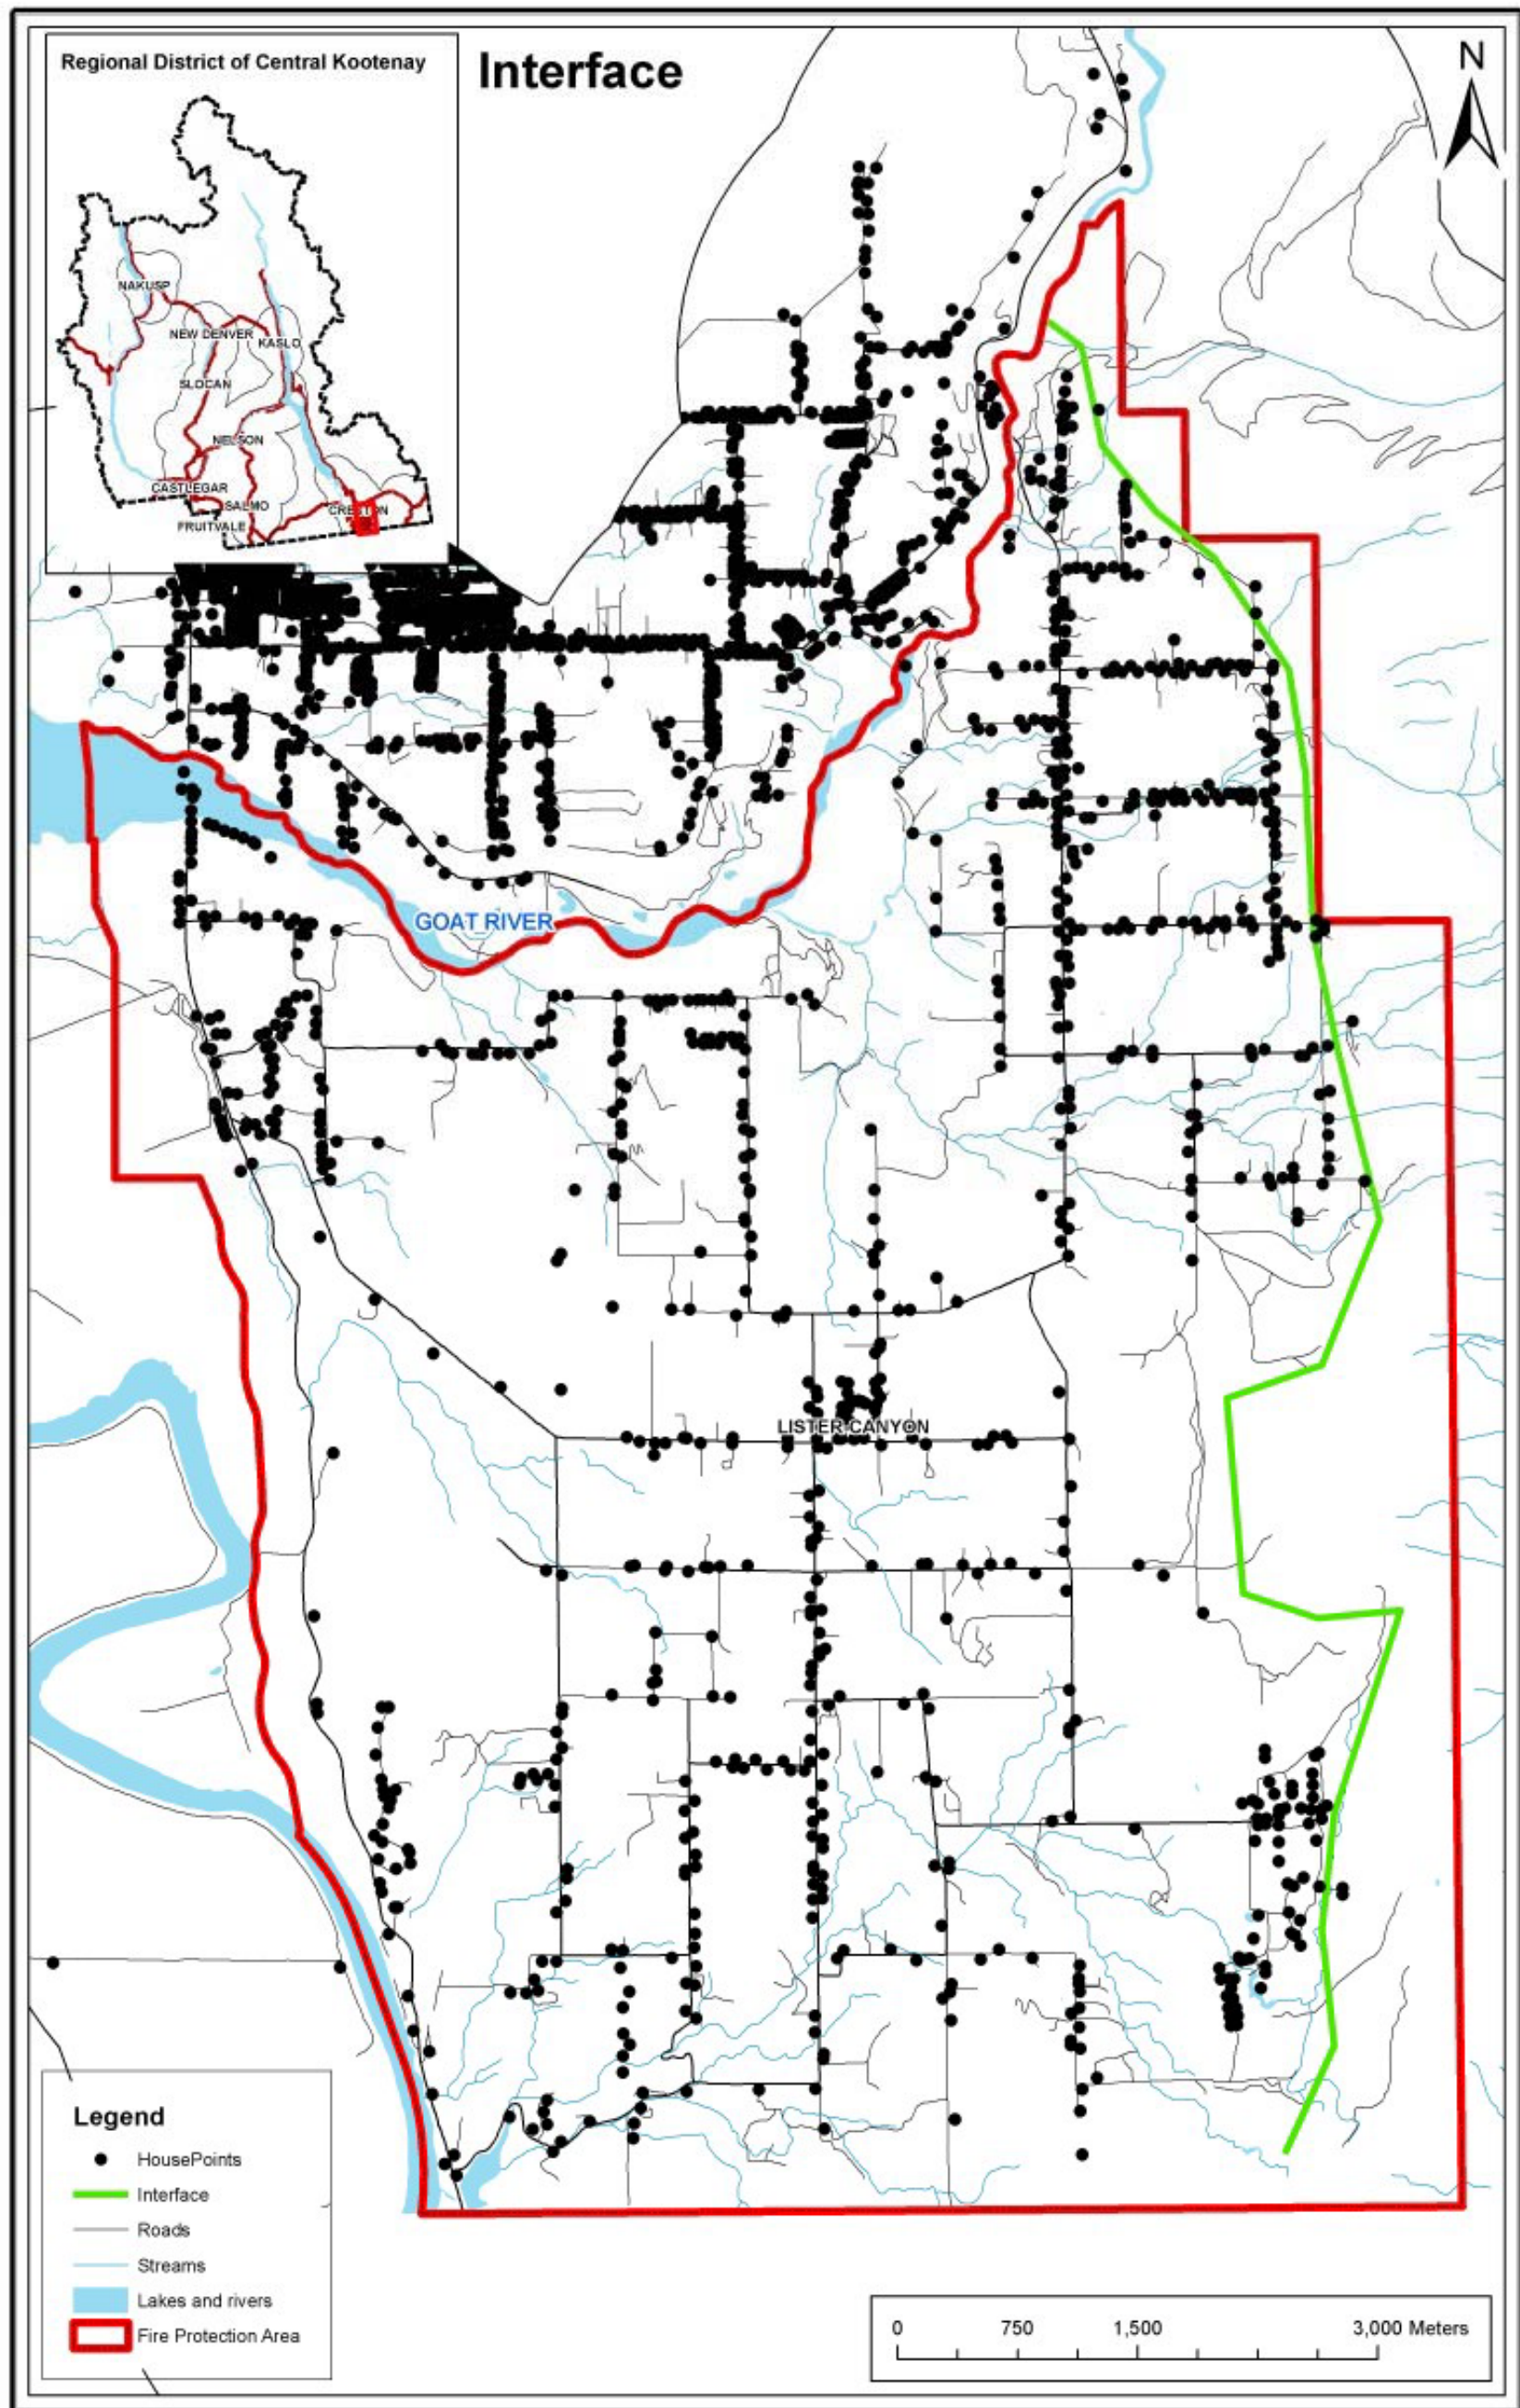 Regional District of Central Kootenay
Interface
N
NAKUSP
NEW DENVER
KASLO
SLOCAN
NELSON
CASTLEGAR
SALMO
CRESTON
FRUITVALE
GOAT RIVER
LISTER CANYON
Legend
HousePoints
Interface
Roads
Streams
Lakes and rivers
Fire Protection Area
0 750 1,500 3,000 Meters